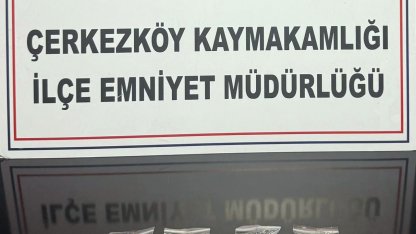 ÇERKEZKÖY KAYMAKAMLIĞI
İLÇE EMNİYET MÜDÜRLÜĞÜ